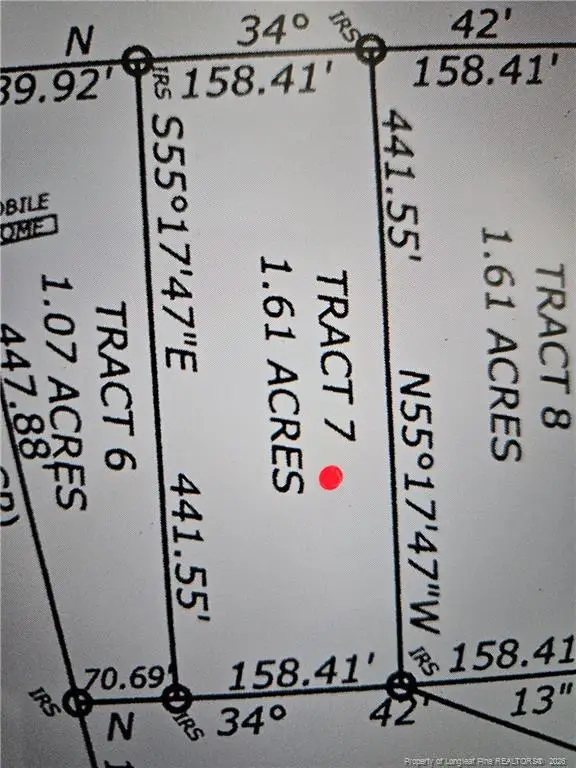 N 34° 42'
IRS
39.92' 158.41' 158.41'
IRS
S55°17'47"E 441.55'
441.55' N55°17'47"W
TRACT 6
1.07 ACRES
447.88'
TRACT 7
1.61 ACRES
TRACT 8
1.61 ACRES
70.69' 158.41' 158.41
IRS
IRS
IRS
N 34° 42' 13"
Property of Longleaf Pine REALTORS® 2026